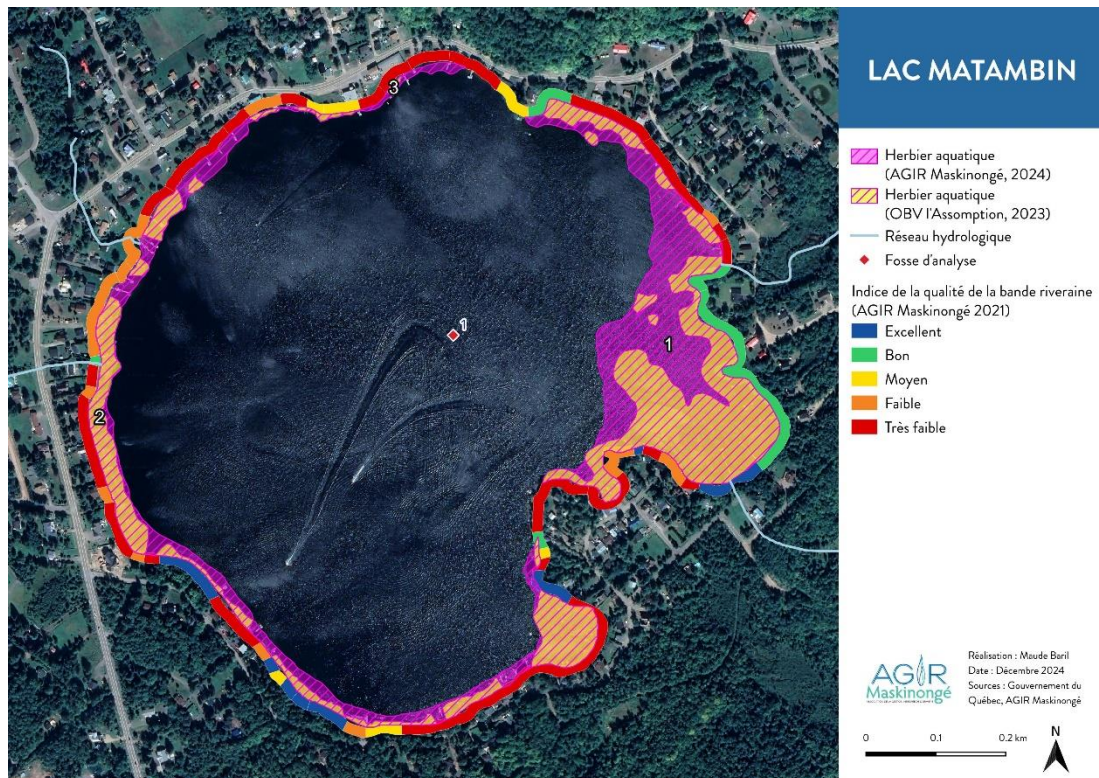 LAC MATAMBIN
Herbier aquatique
(AGIR Maskinongé, 2024)
Herbier aquatique
(OBV l'Assomption, 2023)
Réseau hydrologique
Fosse d'analyse
Indice de la qualité de la bande riveraine
(AGIR Maskinongé 2021)
Excellent
Bon
Moyen
Faible
Très faible
3
1
1
2
AGIR
Maskinongé
Réalisation : Maude Baril
Date : Décembre 2024
Sources : Gouvernement du
Québec, AGIR Maskinongé
0 0.1 0.2 km
N